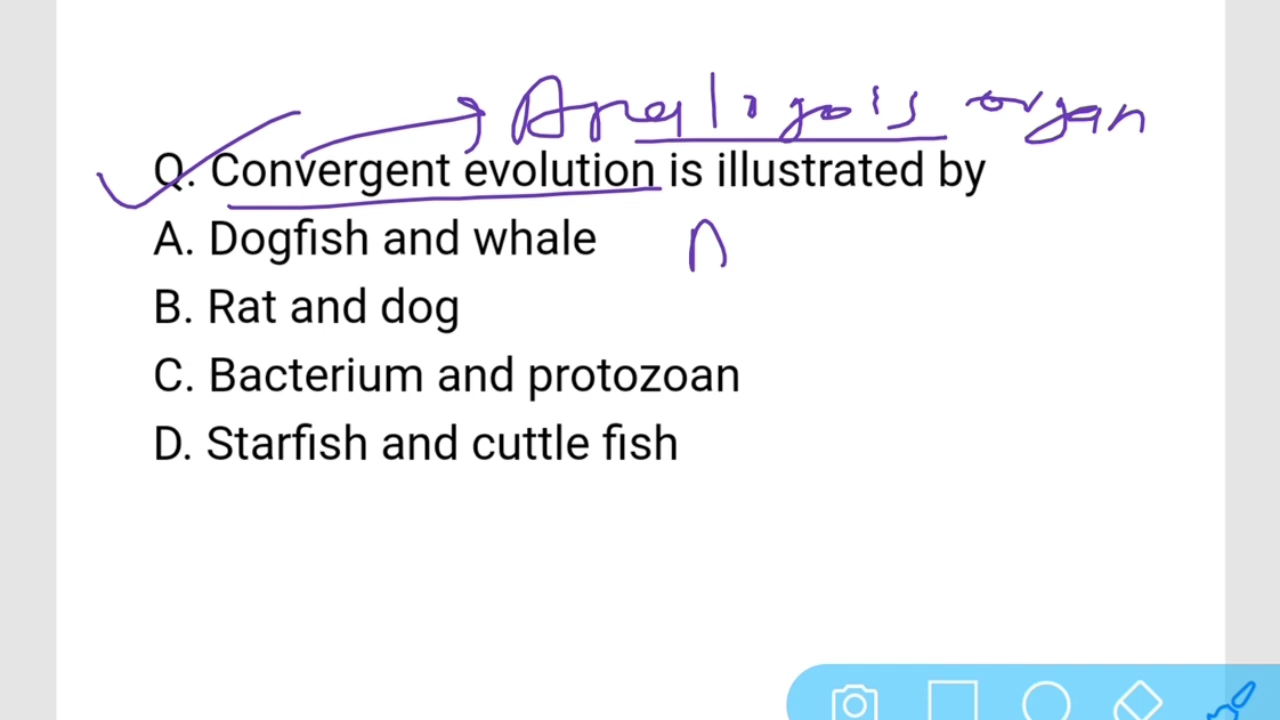 Analogois organ
Q. Convergent evolution is illustrated by
A. Dogfish and whale n
B. Rat and dog
C. Bacterium and protozoan
D. Starfish and cuttle fish